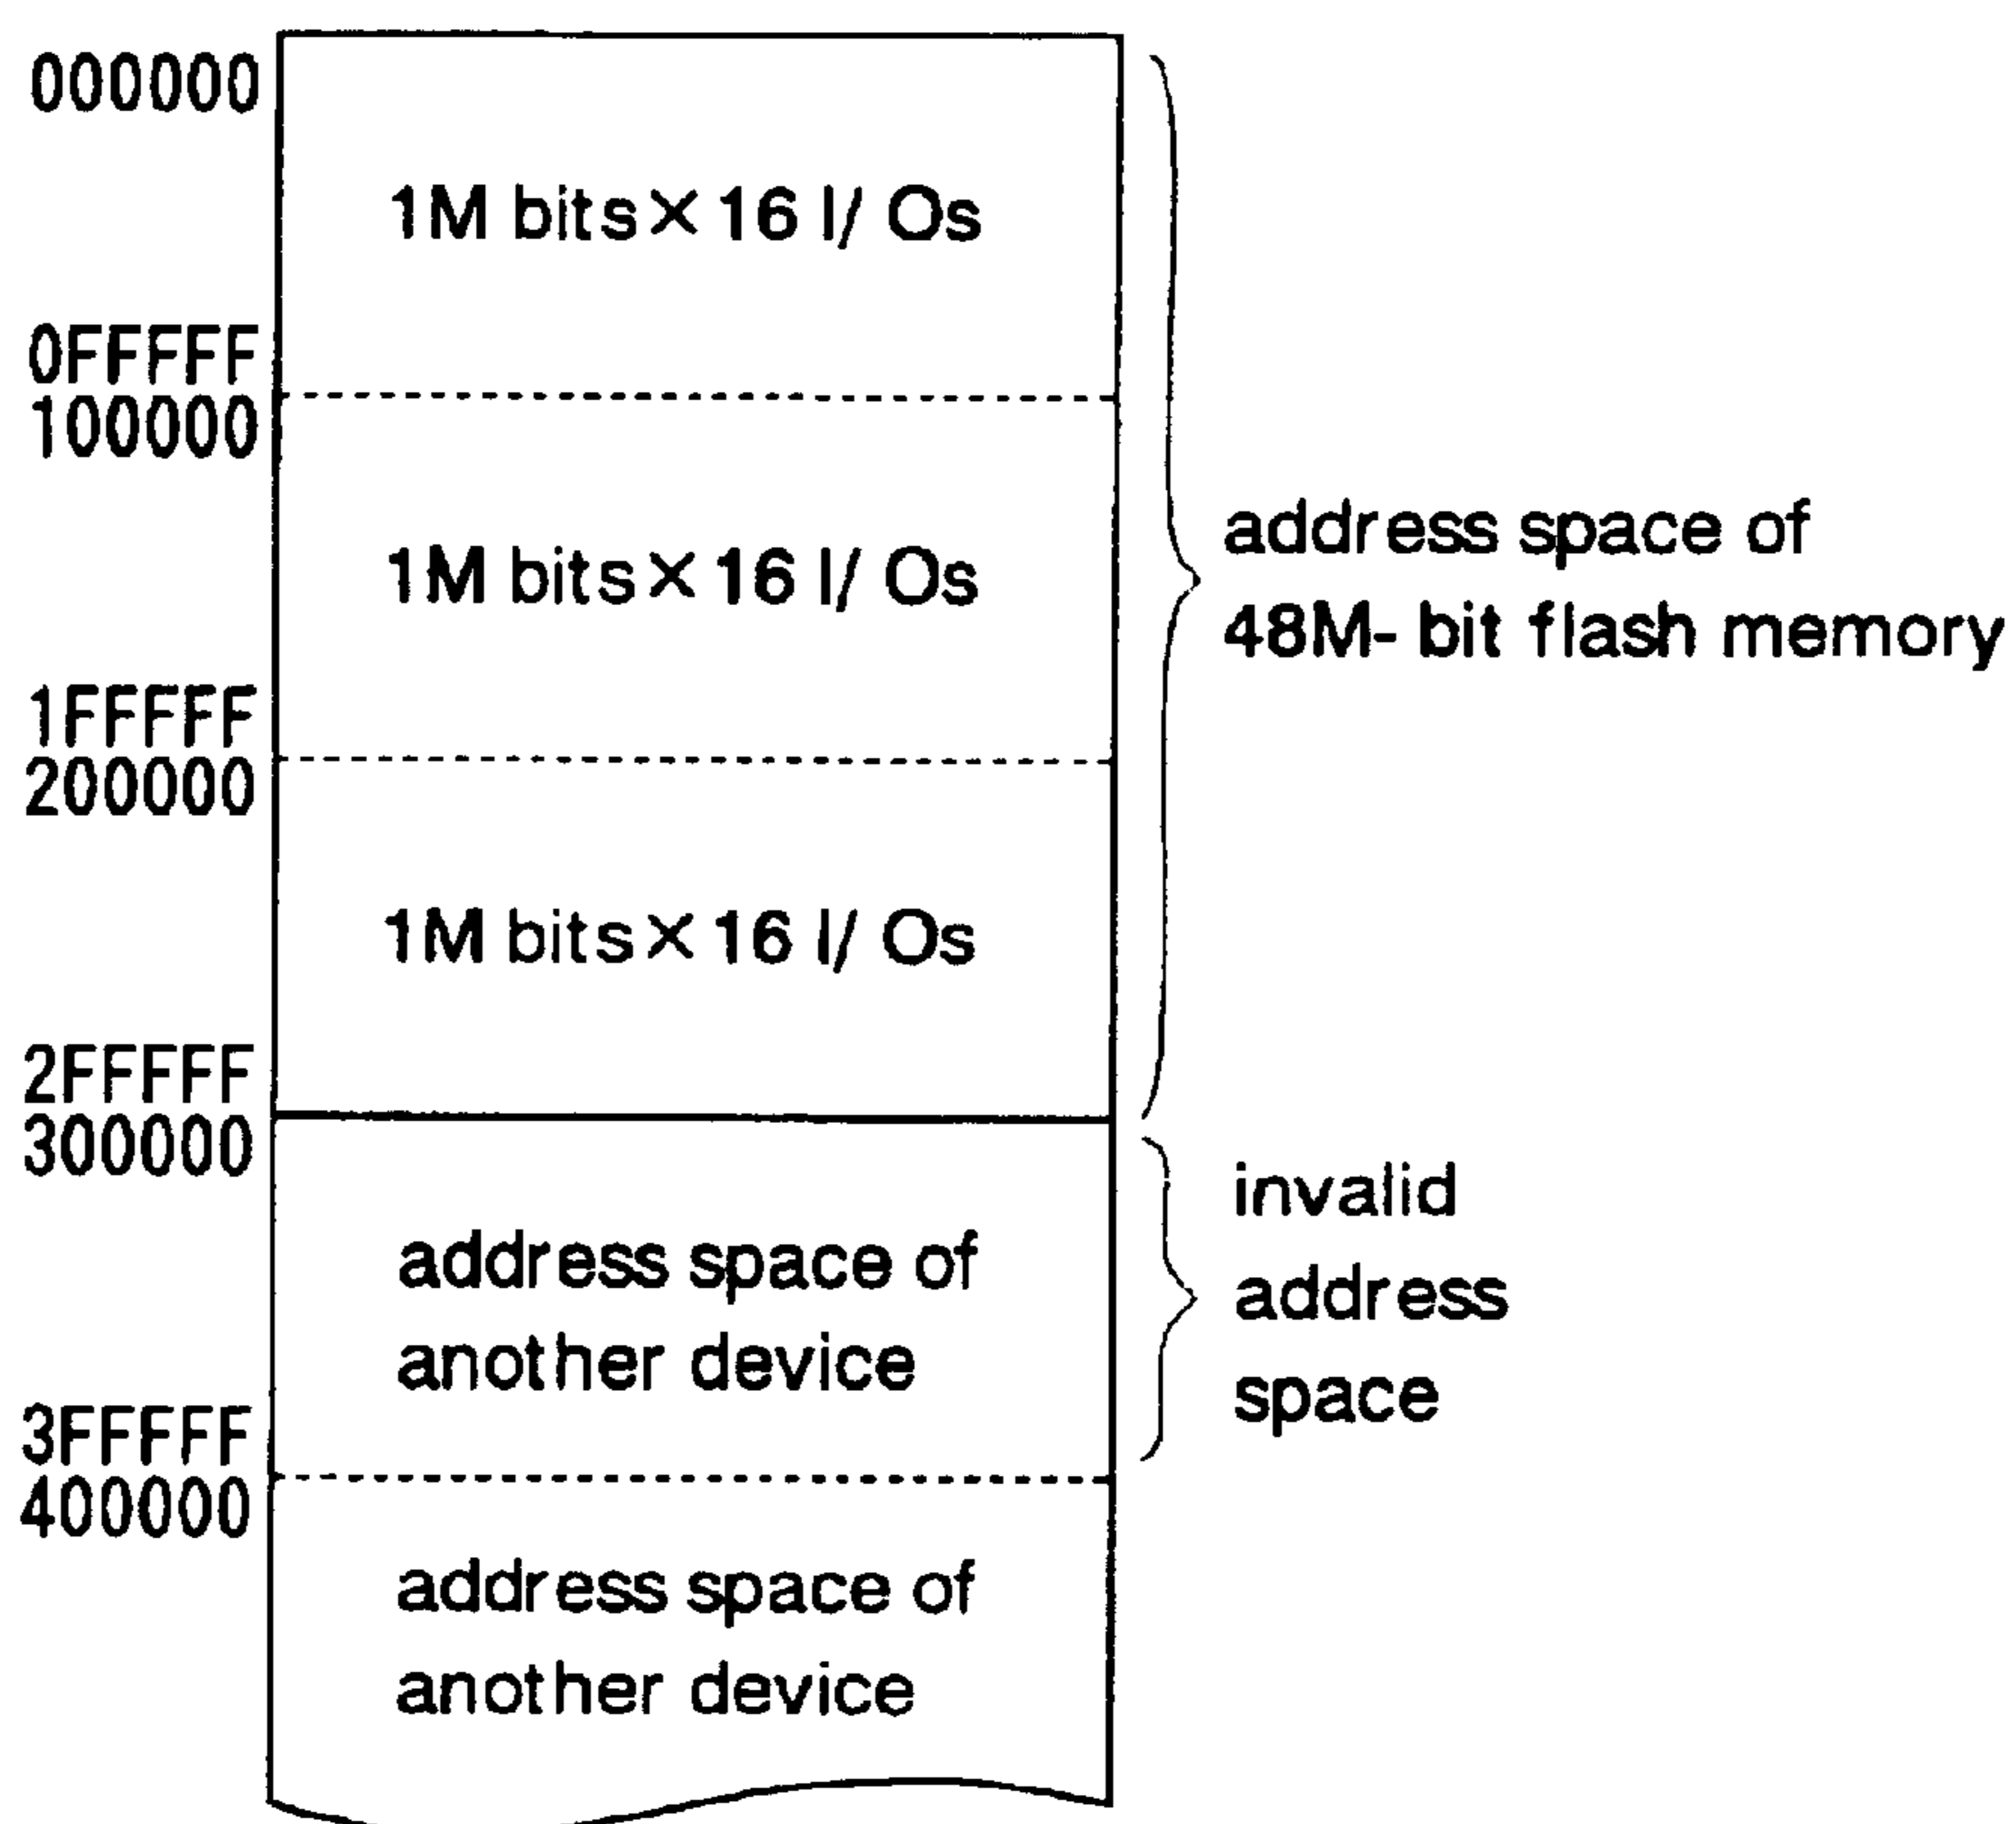 000000
1M bits×16 I/ Os
0FFFFF
100000
1M bits×16 I/ Os
address space of
48M- bit flash memory
1FFFFF
200000
1M bits×16 I/ Os
2FFFFF
300000
address space of
another device
invalid
address
space
3FFFFF
400000
address space of
another device